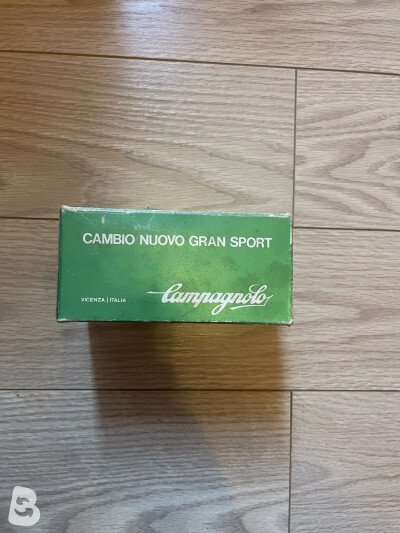 CAMBIO NUOVO GRAN SPORT
VICENZA | ITALIA
Campagnolo